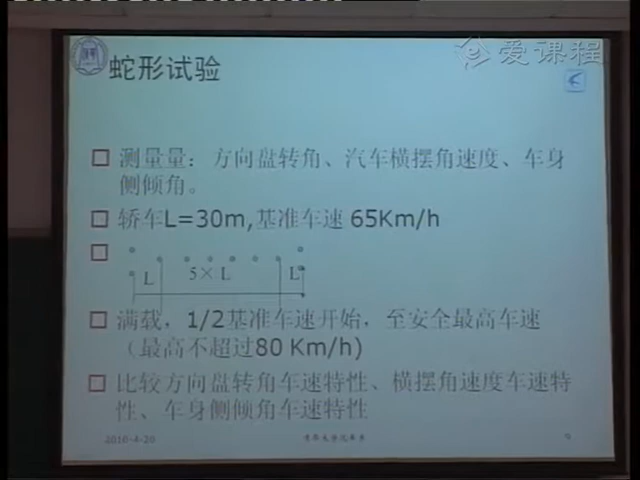 爱课程
蛇形试验
测量量：方向盘转角、汽车横摆角速度、车身
侧倾角。
轿车L=30m,基准车速 65Km/h
L 5×L L
满载，1/2基准车速开始，至安全最高车速
（最高不超过80 Km/h)
比较方向盘转角车速特性、横摆角速度车速特
性、车身侧倾角车速特性
2010-4-20